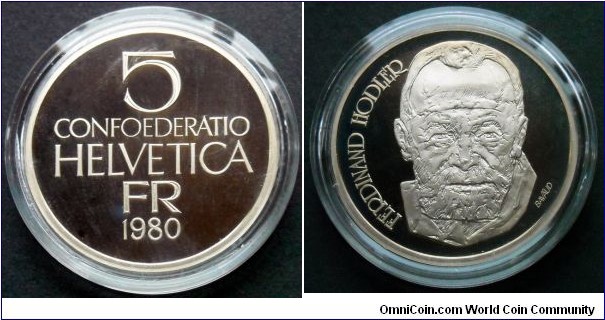 5
CONFOEDERATIO
HELVETICA
FR
1980
FERDINAND HODLER
OmniCoin.com World Coin Community